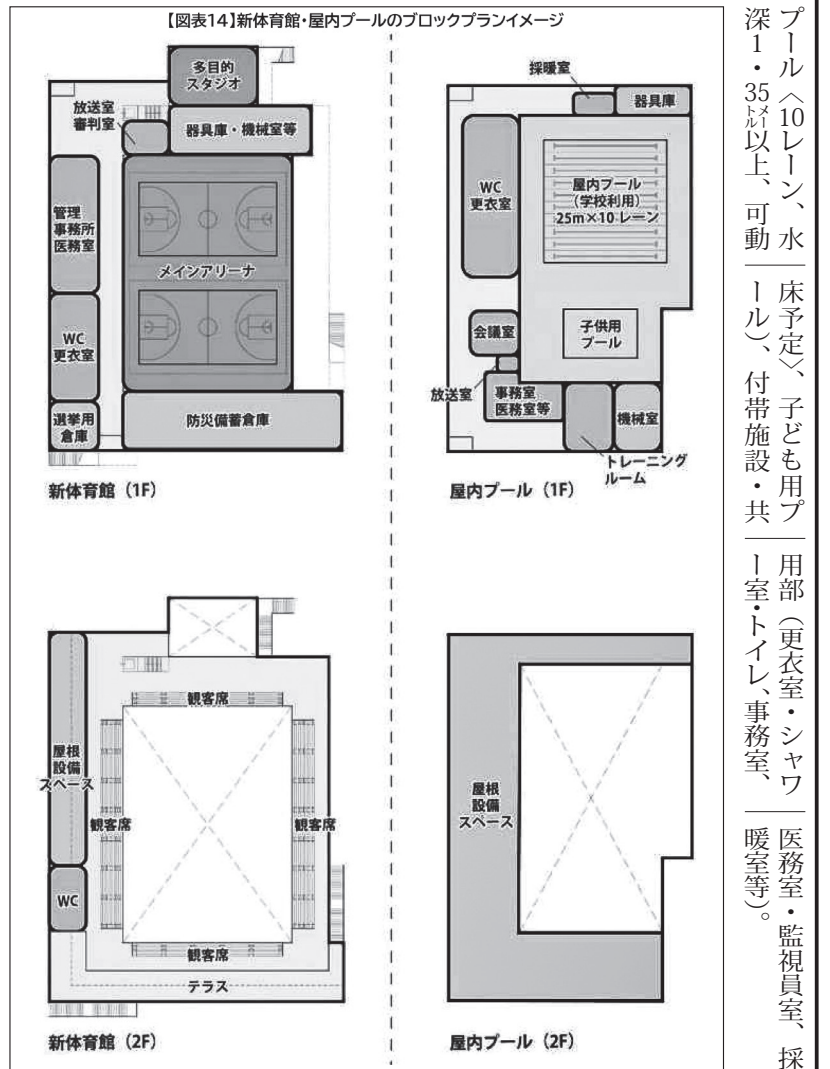 【図表14】新体育館・屋内プールのブロックプランイメージ
多目的
スタジオ
放送室
審判室
器具庫・機械室等
管理
事務所
医務室
メインアリーナ
WC
更衣室
選挙用
倉庫
防災備蓄倉庫
新体育館（1F）
採暖室
器具庫
WC
更衣室
屋内プール
（学校利用）
25m×10レーン
会議室
子供用
プール
放送室
事務室
医務室等
機械室
トレーニング
ルーム
屋内プール（1F）
観客席
屋根
設備
スペース
観客席
観客席
WC
観客席
テラス
新体育館（2F）
屋根
設備
スペース
屋内プール（2F）
プール〈10レーン、水
深1・35㍍以上、可動
床予定〉、子ども用プ
ール）、付帯施設・共
用部（更衣室・シャワ
ー室・トイレ、事務室、
医務室・監視員室、採
暖室等）。